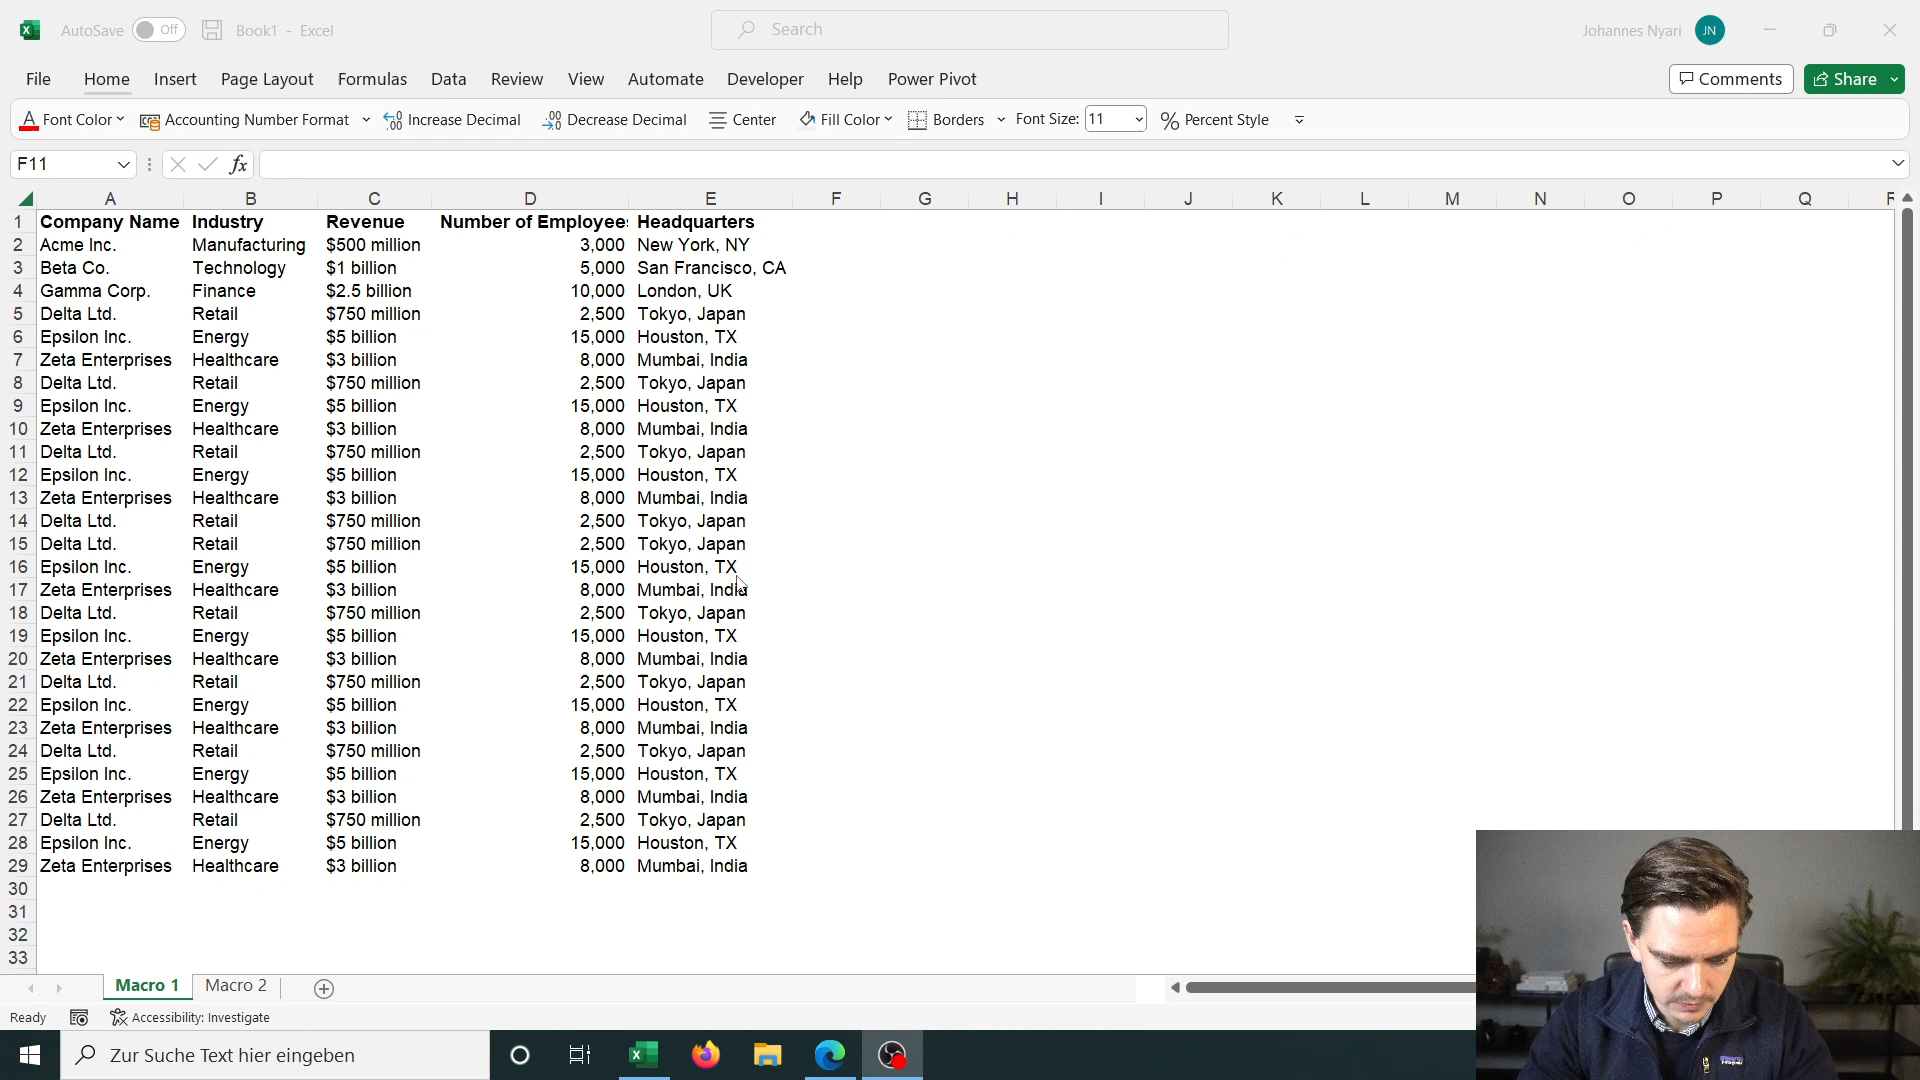 AutoSave Off Book1 - Excel Search Johannes Nyari JN
File Home Insert Page Layout Formulas Data Review View Automate Developer Help Power Pivot Comments Share
A Font Color Accounting Number Format Increase Decimal Decrease Decimal Center Fill Color Borders Font Size: 11 % Percent Style
F11 fx
A B C D E F G H I J K L M N O P Q
1 Company Name Industry Revenue Number of Employees Headquarters
2 Acme Inc. Manufacturing $500 million 3,000 New York, NY
3 Beta Co. Technology $1 billion 5,000 San Francisco, CA
4 Gamma Corp. Finance $2.5 billion 10,000 London, UK
5 Delta Ltd. Retail $750 million 2,500 Tokyo, Japan
6 Epsilon Inc. Energy $5 billion 15,000 Houston, TX
7 Zeta Enterprises Healthcare $3 billion 8,000 Mumbai, India
8 Delta Ltd. Retail $750 million 2,500 Tokyo, Japan
9 Epsilon Inc. Energy $5 billion 15,000 Houston, TX
10 Zeta Enterprises Healthcare $3 billion 8,000 Mumbai, India
11 Delta Ltd. Retail $750 million 2,500 Tokyo, Japan
12 Epsilon Inc. Energy $5 billion 15,000 Houston, TX
13 Zeta Enterprises Healthcare $3 billion 8,000 Mumbai, India
14 Delta Ltd. Retail $750 million 2,500 Tokyo, Japan
15 Delta Ltd. Retail $750 million 2,500 Tokyo, Japan
16 Epsilon Inc. Energy $5 billion 15,000 Houston, TX
17 Zeta Enterprises Healthcare $3 billion 8,000 Mumbai, India
18 Delta Ltd. Retail $750 million 2,500 Tokyo, Japan
19 Epsilon Inc. Energy $5 billion 15,000 Houston, TX
20 Zeta Enterprises Healthcare $3 billion 8,000 Mumbai, India
21 Delta Ltd. Retail $750 million 2,500 Tokyo, Japan
22 Epsilon Inc. Energy $5 billion 15,000 Houston, TX
23 Zeta Enterprises Healthcare $3 billion 8,000 Mumbai, India
24 Delta Ltd. Retail $750 million 2,500 Tokyo, Japan
25 Epsilon Inc. Energy $5 billion 15,000 Houston, TX
26 Zeta Enterprises Healthcare $3 billion 8,000 Mumbai, India
27 Delta Ltd. Retail $750 million 2,500 Tokyo, Japan
28 Epsilon Inc. Energy $5 billion 15,000 Houston, TX
29 Zeta Enterprises Healthcare $3 billion 8,000 Mumbai, India
30
31
32
33
Macro 1 Macro 2
Ready Accessibility: Investigate
Zur Suche Text hier eingeben